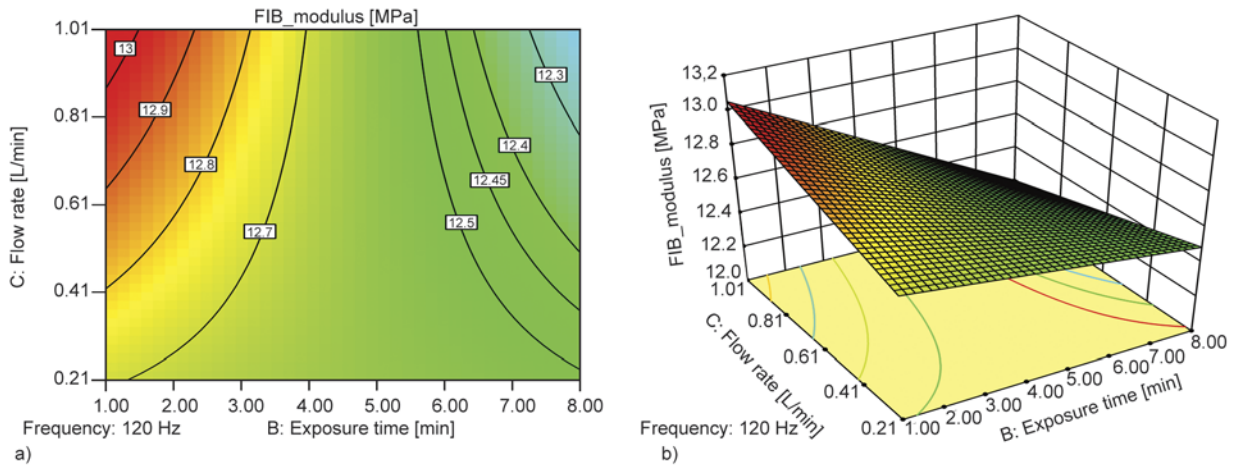 FIB_modulus [MPa]
C: Flow rate [L/min]
1.01
0.81
0.61
0.41
0.21
13
12.9
12.8
12.7
12.3
12.4
12.45
12.5
1.00 2.00 3.00 4.00 5.00 6.00 7.00 8.00
Frequency: 120 Hz
B: Exposure time [min]
a)
FIB_modulus [MPa]
13,2
13.0
12.8
12.6
12.4
12.2
12.0
1.01
0.81
0.61
0.41
0.21
C: Flow rate [L/min]
1.00 2.00 3.00 4.00 5.00 6.00 7.00 8.00
B: Exposure time [min]
Frequency: 120 Hz
b)